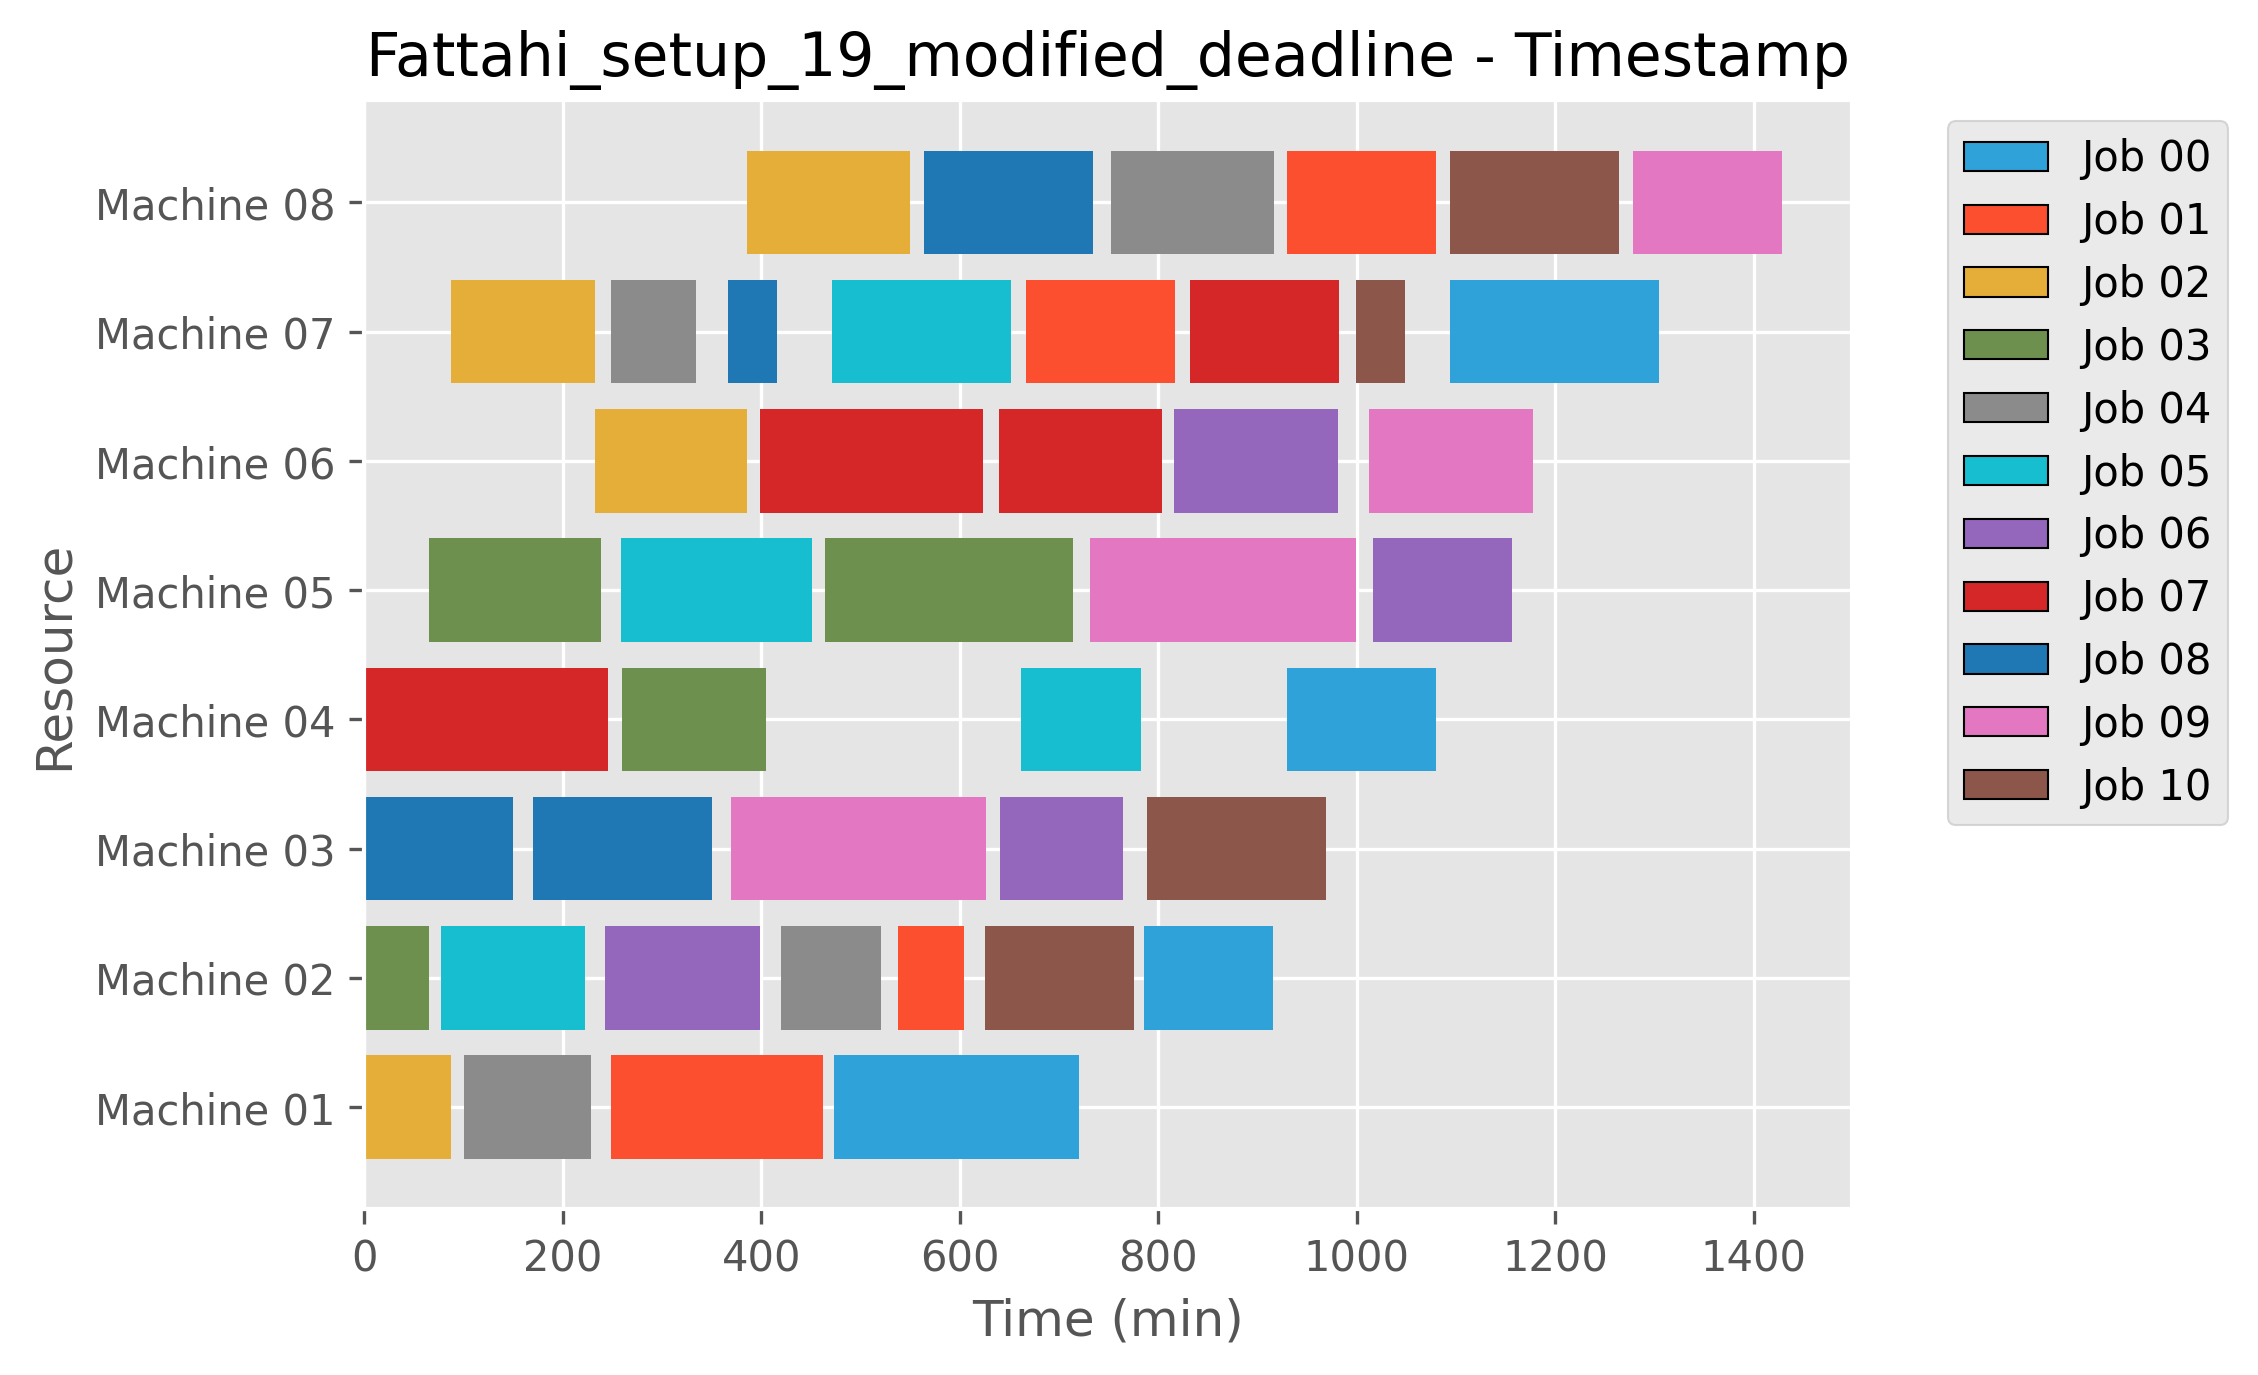 Fattahi_setup_19_modified_deadline - Timestamp
Machine 08
Machine 07
Machine 06
Machine 05
Machine 04
Machine 03
Machine 02
Machine 01
Resource
0 200 400 600 800 1000 1200 1400
Time (min)
Job 00
Job 01
Job 02
Job 03
Job 04
Job 05
Job 06
Job 07
Job 08
Job 09
Job 10